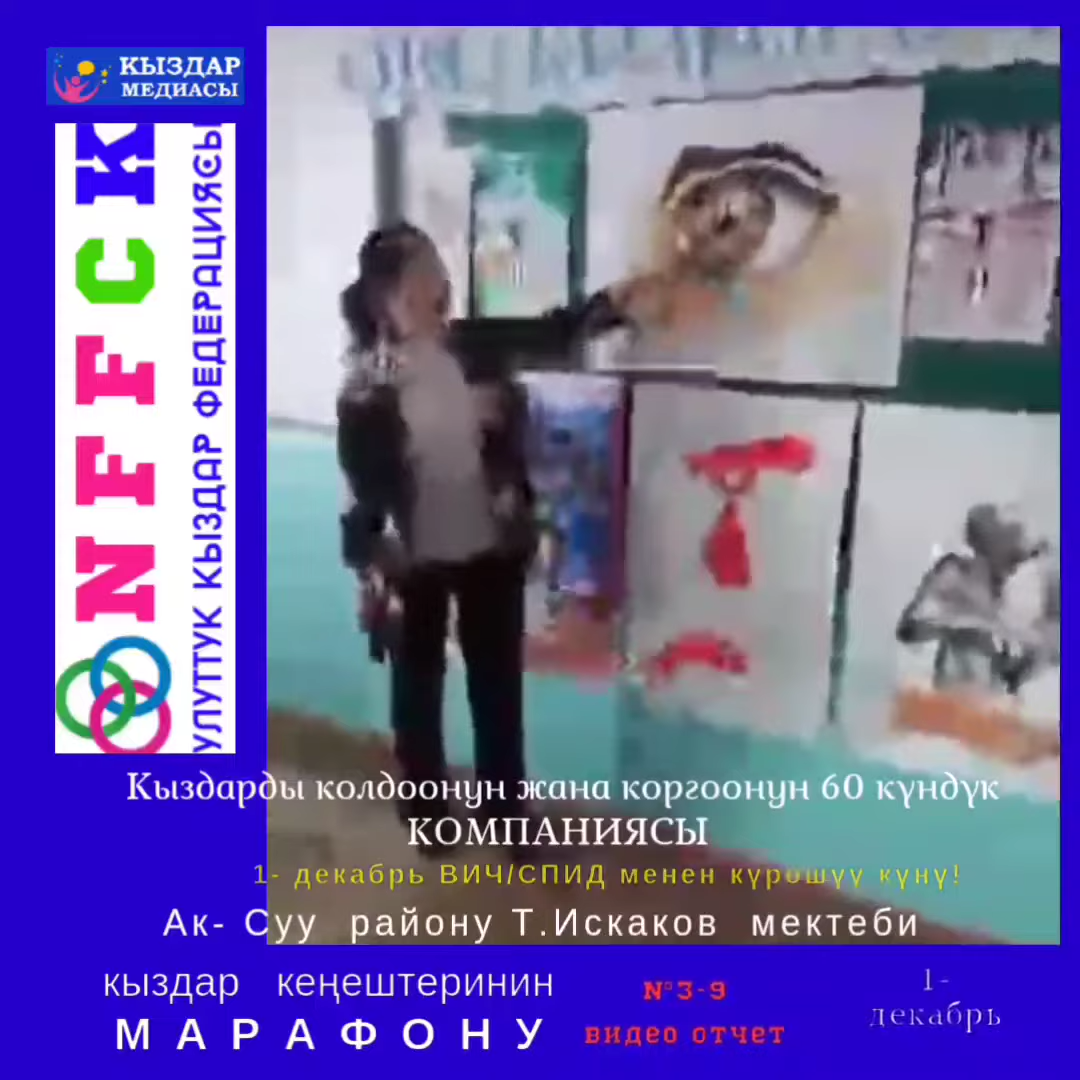 КЫЗДАР
МЕДИАСЫ
NFFCK
УЛУТТУК КЫЗДАР ФЕДЕРАЦИЯСЫ
Кыздарды колдоонун жана коргоонун 60 күндүк
КОМПАНИЯСЫ
1- декабрь ВИЧ/СПИД менен күрөшүү күнү!
Ак- Суу району Т.Искаков мектеби
кыздар кеңештеринин
МАРАФОНУ
№3-9
видео отчет
1-
декабрь